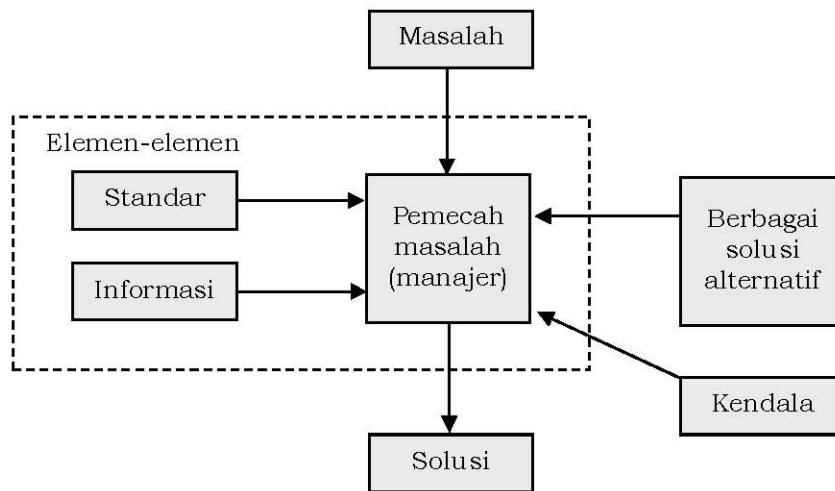 Masalah
Elemen-elemen
Standar
Informasi
Pemecah
masalah
(manajer)
Berbagai
solusi
alternatif
Kendala
Solusi